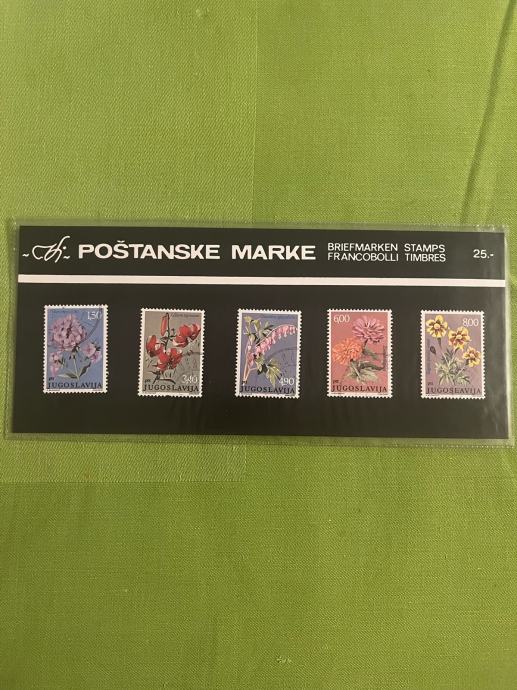 POŠTANSKE MARKE
BRIEFMARKEN STAMPS
FRANCOBOLLI TIMBRES
25.-
1,50
JUGOSLAVIJA
3,40
JUGOSLAVIJA
4,90
JUGOSLAVIJA
6,00
JUGOSLAVIJA
8,00
JUGOSLAVIJA